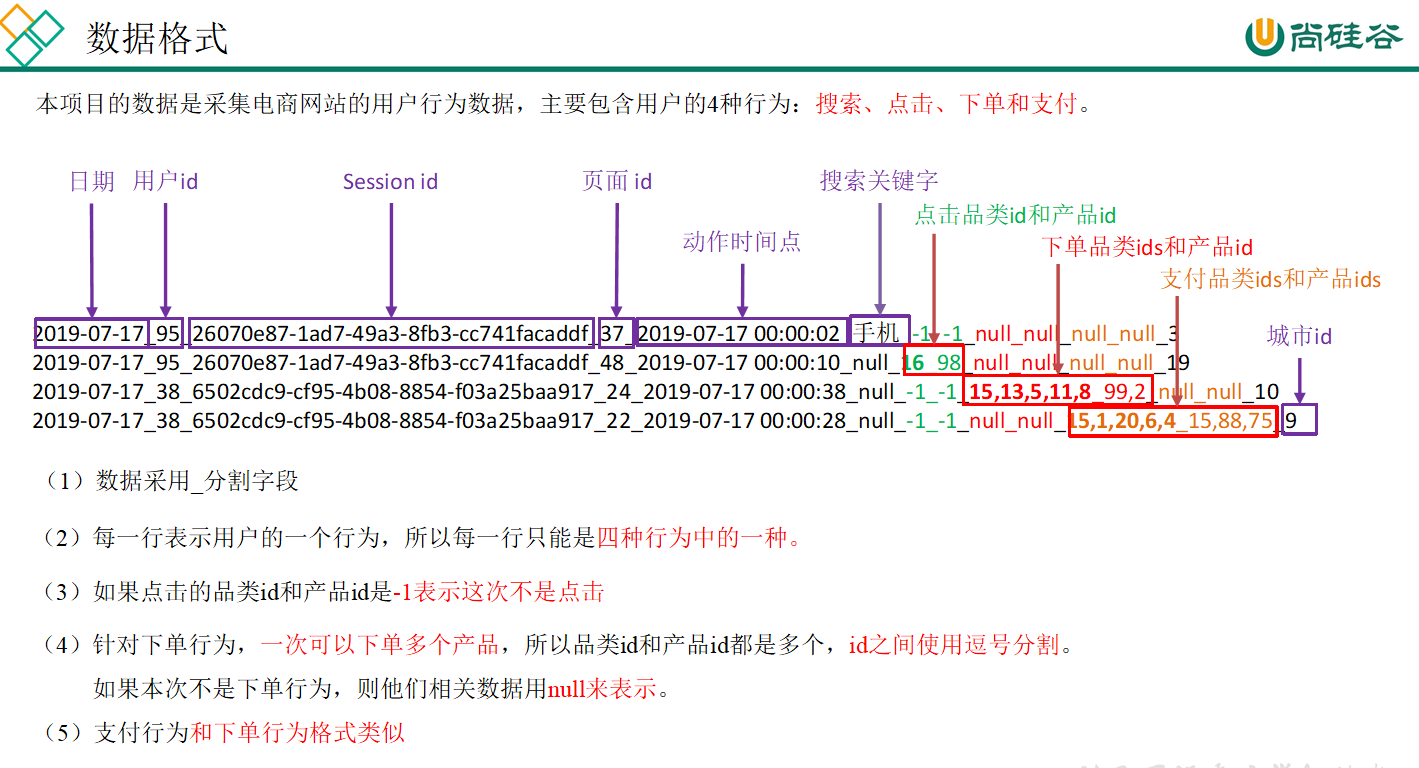 数据格式
尚硅谷
本项目的数据是采集电商网站的用户行为数据，主要包含用户的4种行为：搜索、点击、下单和支付。
日期 用户id Session id 页面 id 搜索关键字
点击品类id和产品id
动作时间点
下单品类ids和产品id
支付品类ids和产品ids
城市id
2019-07-17_95_26070e87-1ad7-49a3-8fb3-cc741facaddf_37_2019-07-17 00:00:02_手机_-1_-1_null_null_null_null_3
2019-07-17_95_26070e87-1ad7-49a3-8fb3-cc741facaddf_48_2019-07-17 00:00:10_null_16_98_null_null_null_null_19
2019-07-17_38_6502cdc9-cf95-4b08-8854-f03a25baa917_24_2019-07-17 00:00:38_null_-1_-1_15,13,5,11,8_99,2_null_null_10
2019-07-17_38_6502cdc9-cf95-4b08-8854-f03a25baa917_22_2019-07-17 00:00:28_null_-1_-1_null_null_15,1,20,6,4_15,88,75_9
（1）数据采用_分割字段
（2）每一行表示用户的一个行为，所以每一行只能是四种行为中的一种。
（3）如果点击的品类id和产品id是-1表示这次不是点击
（4）针对下单行为，一次可以下单多个产品，所以品类id和产品id都是多个，id之间使用逗号分割。
如果本次不是下单行为，则他们相关数据用null来表示。
（5）支付行为和下单行为格式类似